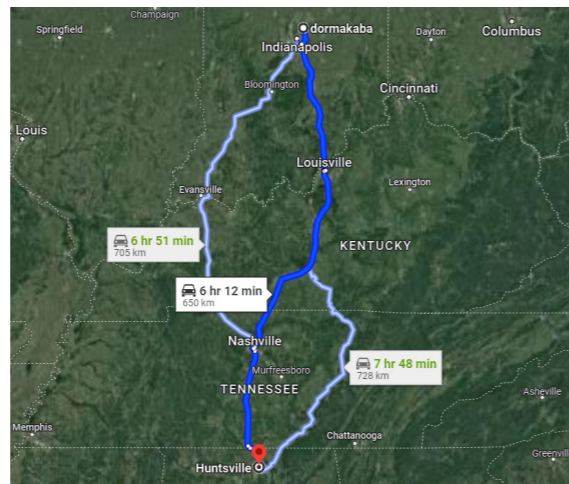 Champaign
Springfield
dormakaba
Dayton
Columbus
Indianapolis
Bloomington
Cincinnati
Louis
Louisville
Evansville
Lexington
6 hr 51 min
705 km
KENTUCKY
6 hr 12 min
650 km
Nashville
7 hr 48 min
728 km
Murfreesboro
TENNESSEE
Asheville
Memphis
Chattanooga
Greenvil
Huntsville